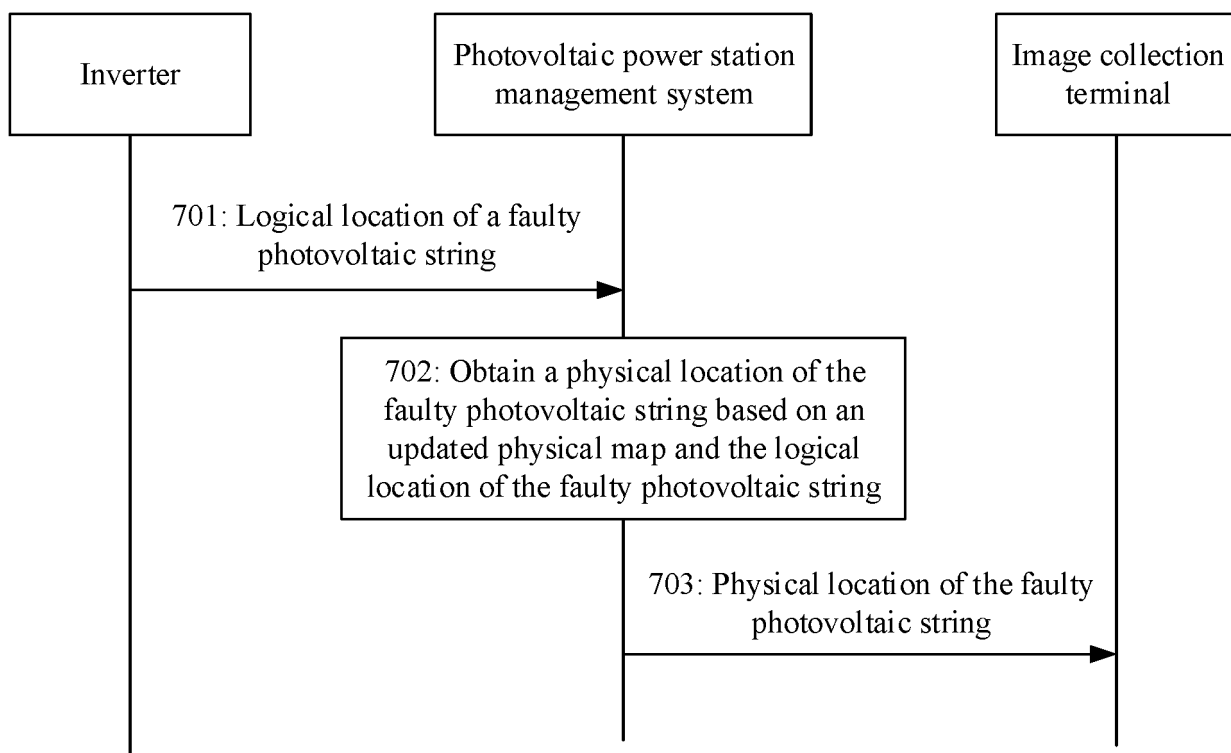 Inverter
Photovoltaic power station
management system
Image collection
terminal
701: Logical location of a faulty
photovoltaic string
702: Obtain a physical location of the
faulty photovoltaic string based on an
updated physical map and the logical
location of the faulty photovoltaic string
703: Physical location of the faulty
photovoltaic string